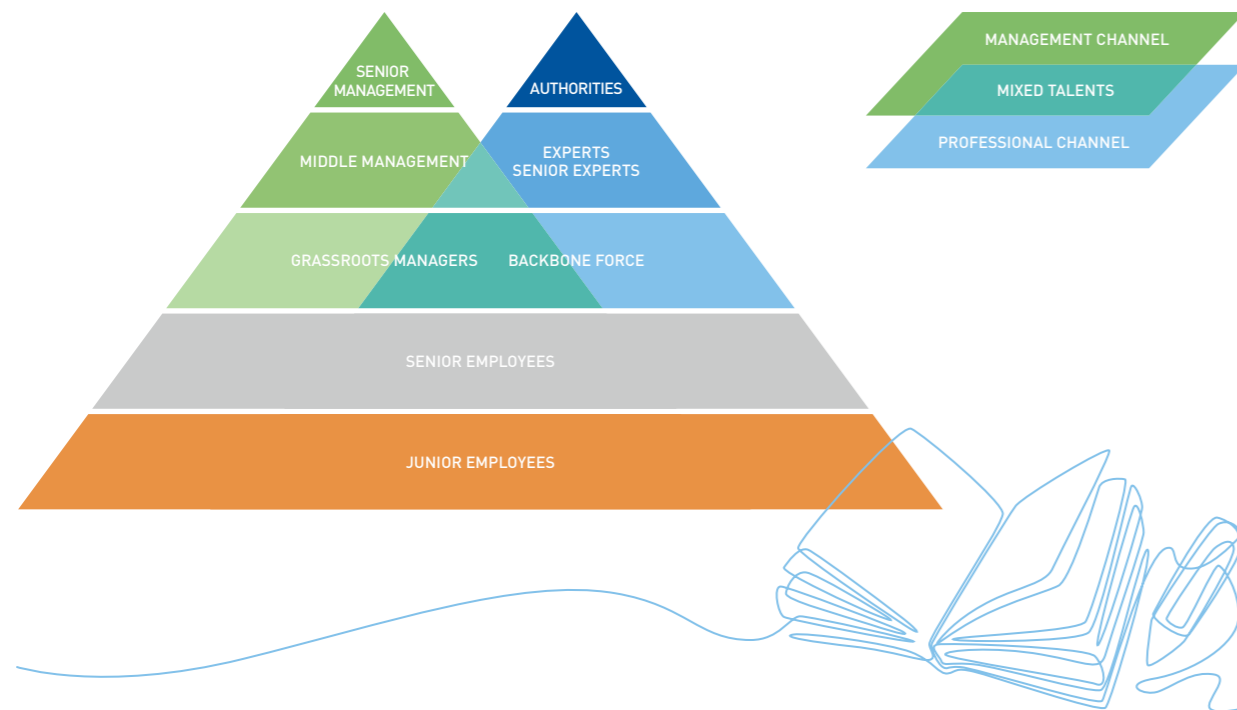 SENIOR
MANAGEMENT
AUTHORITIES
MIDDLE MANAGEMENT
EXPERTS
SENIOR EXPERTS
GRASSROOTS MANAGERS
BACKBONE FORCE
SENIOR EMPLOYEES
JUNIOR EMPLOYEES
MANAGEMENT CHANNEL
MIXED TALENTS
PROFESSIONAL CHANNEL